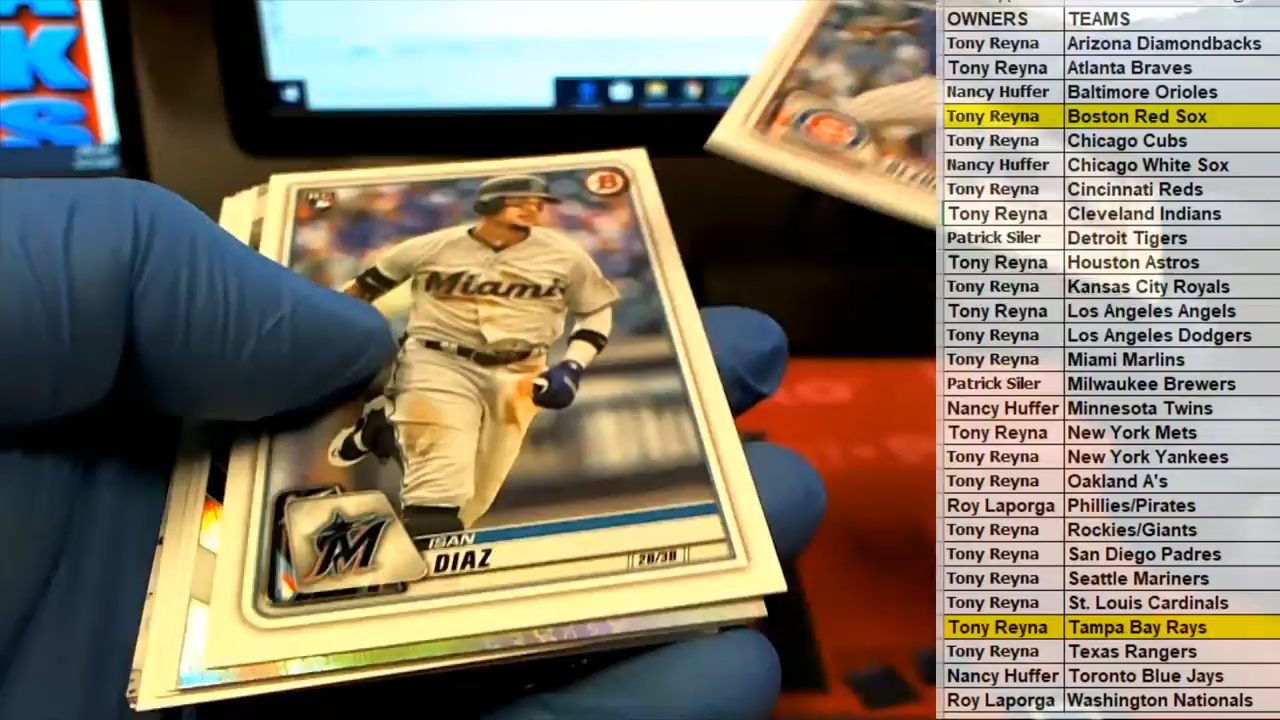 K
S
B
RC
Miami
M
ISAN
DIAZ
OWNERS TEAMS
Tony Reyna Arizona Diamondbacks
Tony Reyna Atlanta Braves
Nancy Huffer Baltimore Orioles
Tony Reyna Boston Red Sox
Tony Reyna Chicago Cubs
Nancy Huffer Chicago White Sox
Tony Reyna Cincinnati Reds
Tony Reyna Cleveland Indians
Patrick Siler Detroit Tigers
Tony Reyna Houston Astros
Tony Reyna Kansas City Royals
Tony Reyna Los Angeles Angels
Tony Reyna Los Angeles Dodgers
Tony Reyna Miami Marlins
Patrick Siler Milwaukee Brewers
Nancy Huffer Minnesota Twins
Tony Reyna New York Mets
Tony Reyna New York Yankees
Tony Reyna Oakland A's
Roy Laporga Phillies/Pirates
Tony Reyna Rockies/Giants
Tony Reyna San Diego Padres
Tony Reyna Seattle Mariners
Tony Reyna St. Louis Cardinals
Tony Reyna Tampa Bay Rays
Tony Reyna Texas Rangers
Nancy Huffer Toronto Blue Jays
Roy Laporga Washington Nationals